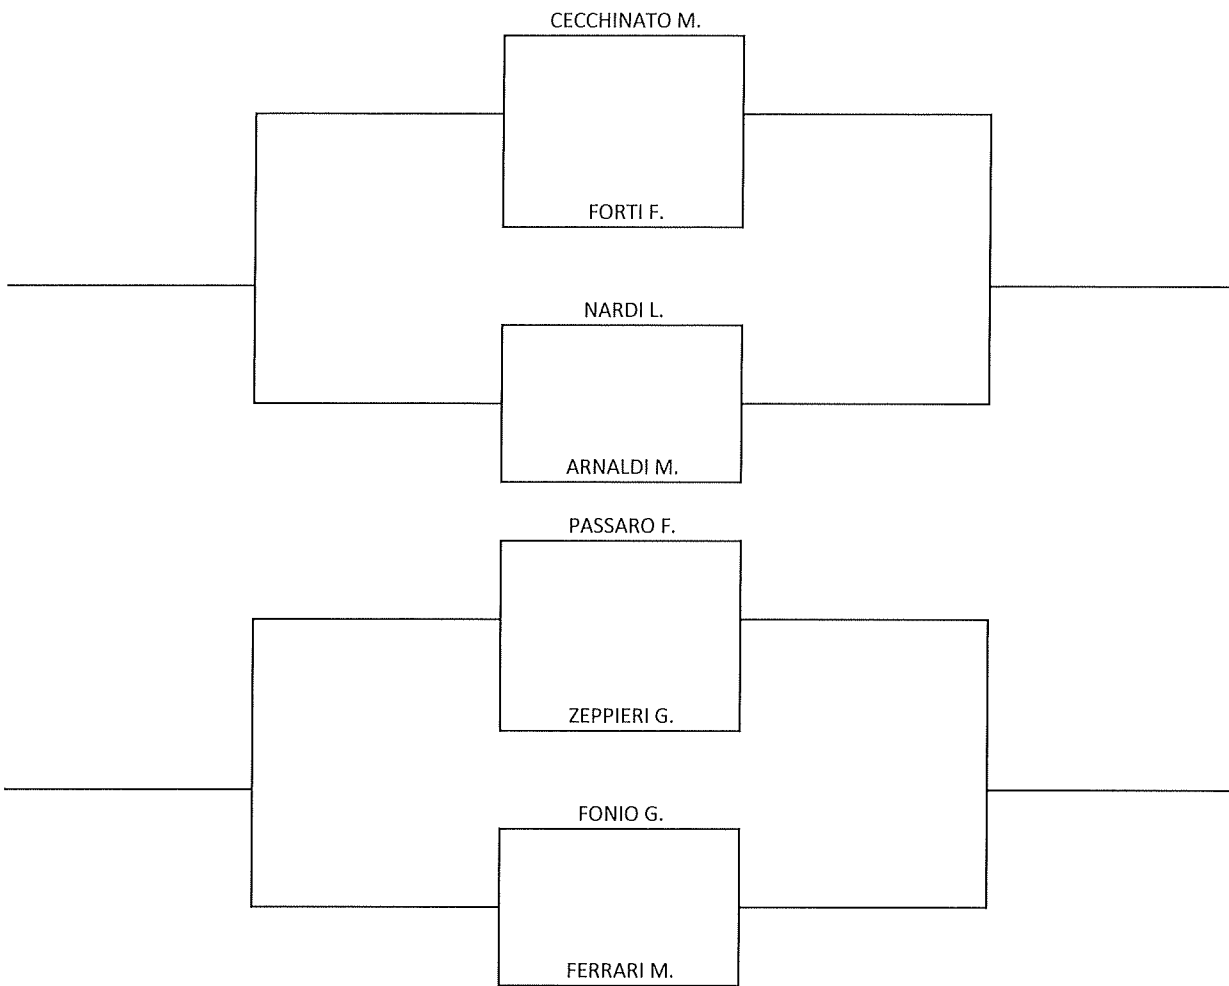 CECCHINATO M.
FORTI F.
NARDI L.
ARNALDI M.
PASSARO F.
ZEPPIERI G.
FONIO G.
FERRARI M.